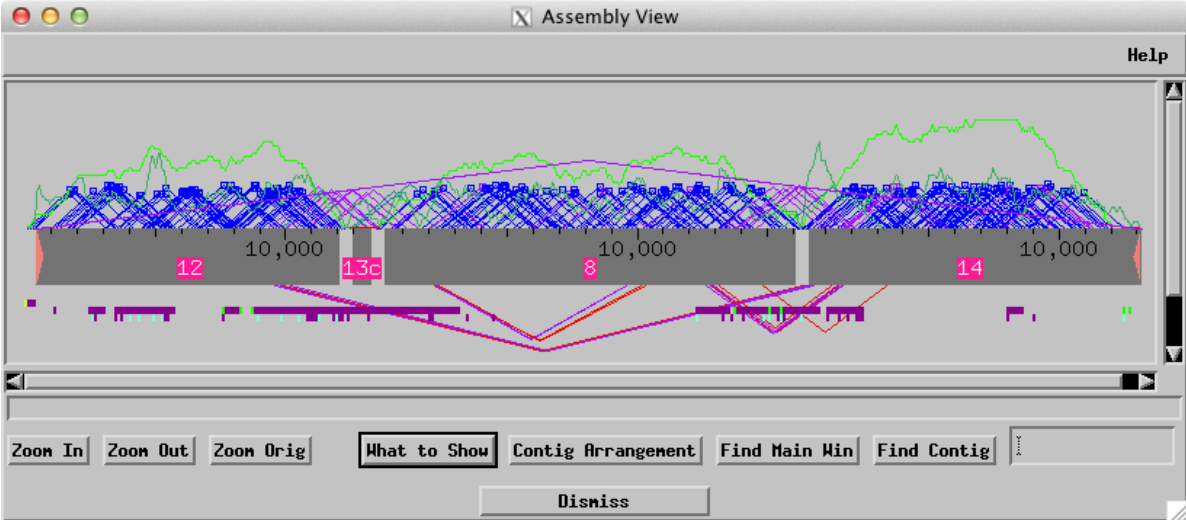 Assembly View
Help
10,000 10,000 10,000
12 13c 8 14
Zoom In Zoom Out Zoom Orig What to Show Contig Arrangement Find Main Win Find Contig
Dismiss